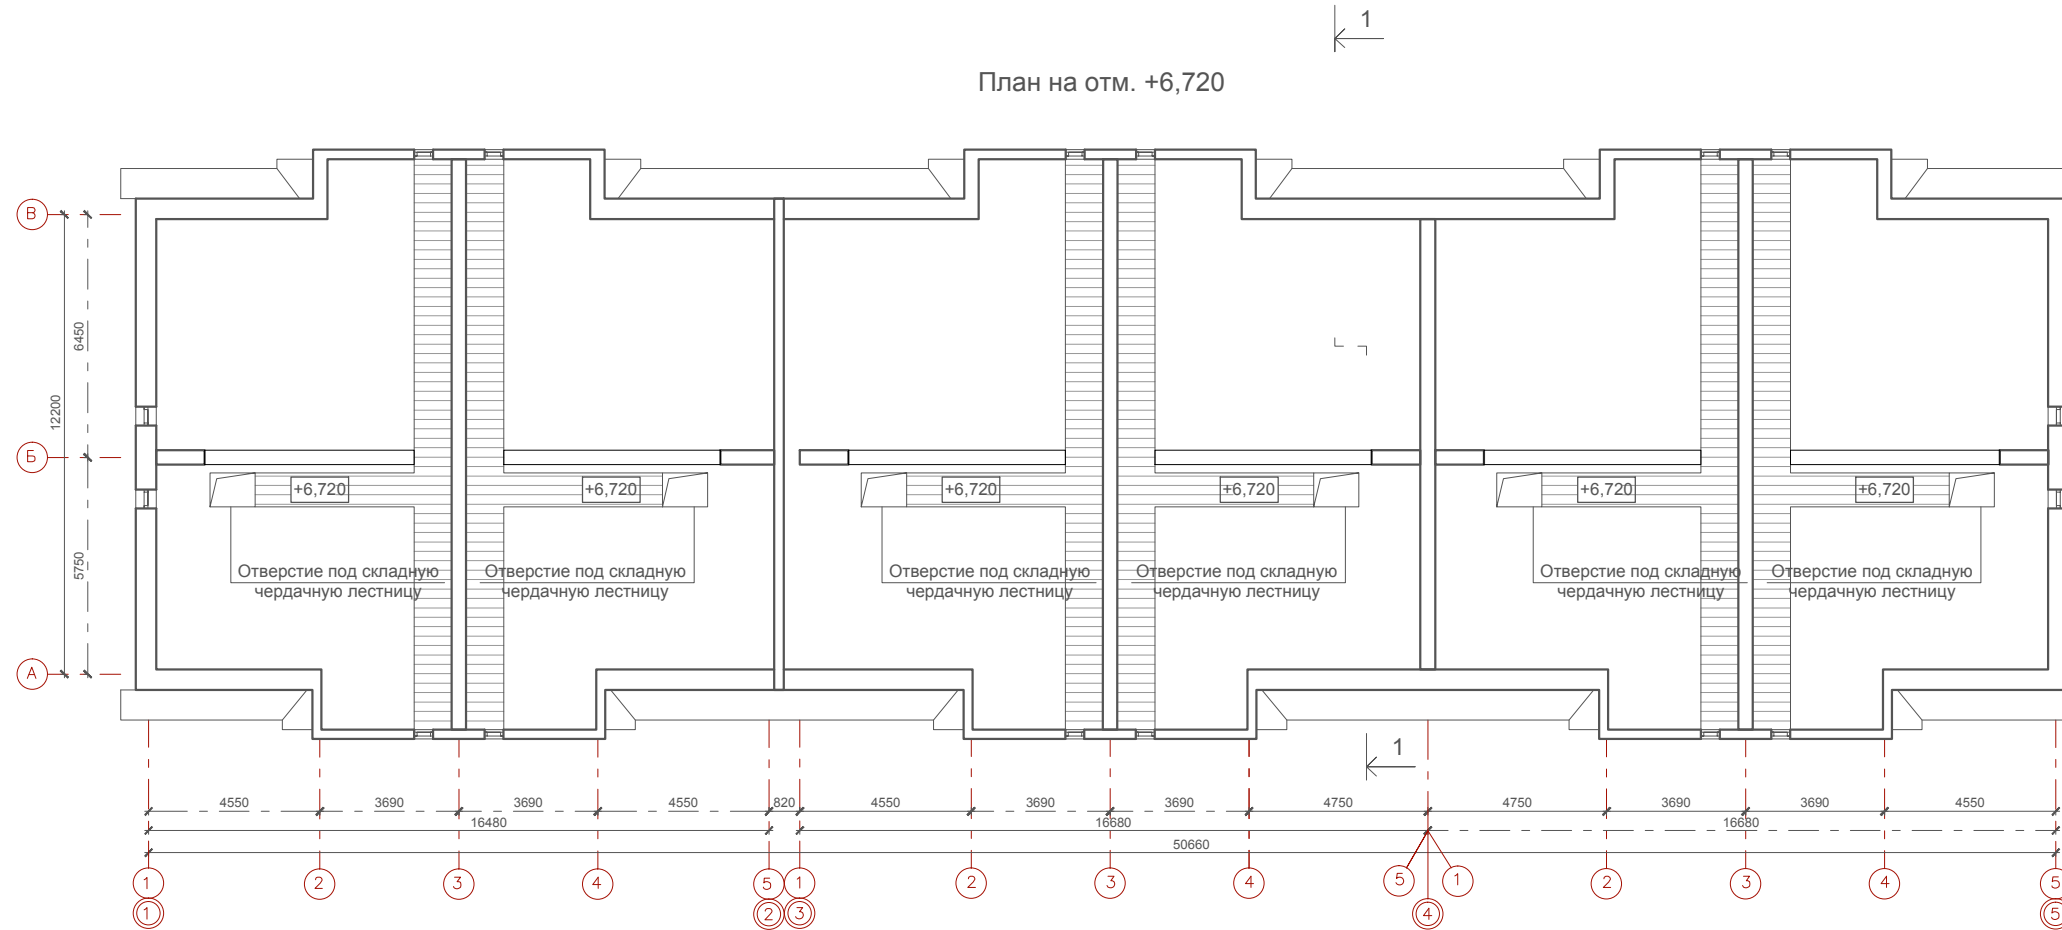 1
План на отм. +6,720
В
6450
12200
Б
+6,720 +6,720 +6,720 +6,720 +6,720 +6,720
5750
Отверстие под складную
чердачную лестницу
Отверстие под складную
чердачную лестницу
Отверстие под складную
чердачную лестницу
Отверстие под складную
чердачную лестницу
Отверстие под складную
чердачную лестницу
Отверстие под складную
чердачную лестницу
А
1
4550 3690 3690 4550 820 4550 3690 3690 4750 4750 3690 3690 4550
16480 16680 16680
50660
1 2 3 4 5 1 2 3 4 5 1 2 3 4 5
1 2 3 4 5